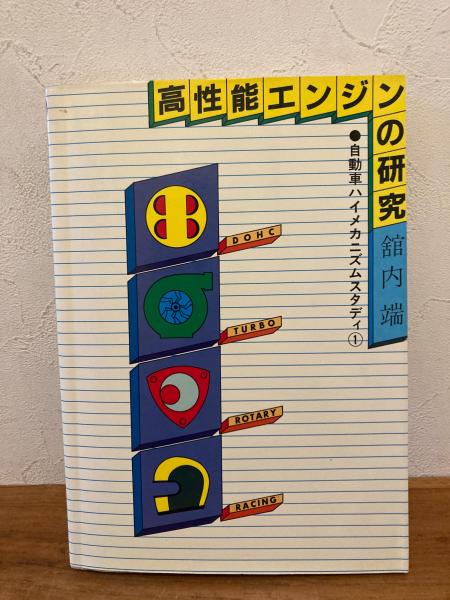 高性能エンジンの研究
●自動車ハイメカニズムスタディ①
舘内端
DOHC
TURBO
ROTARY
RACING